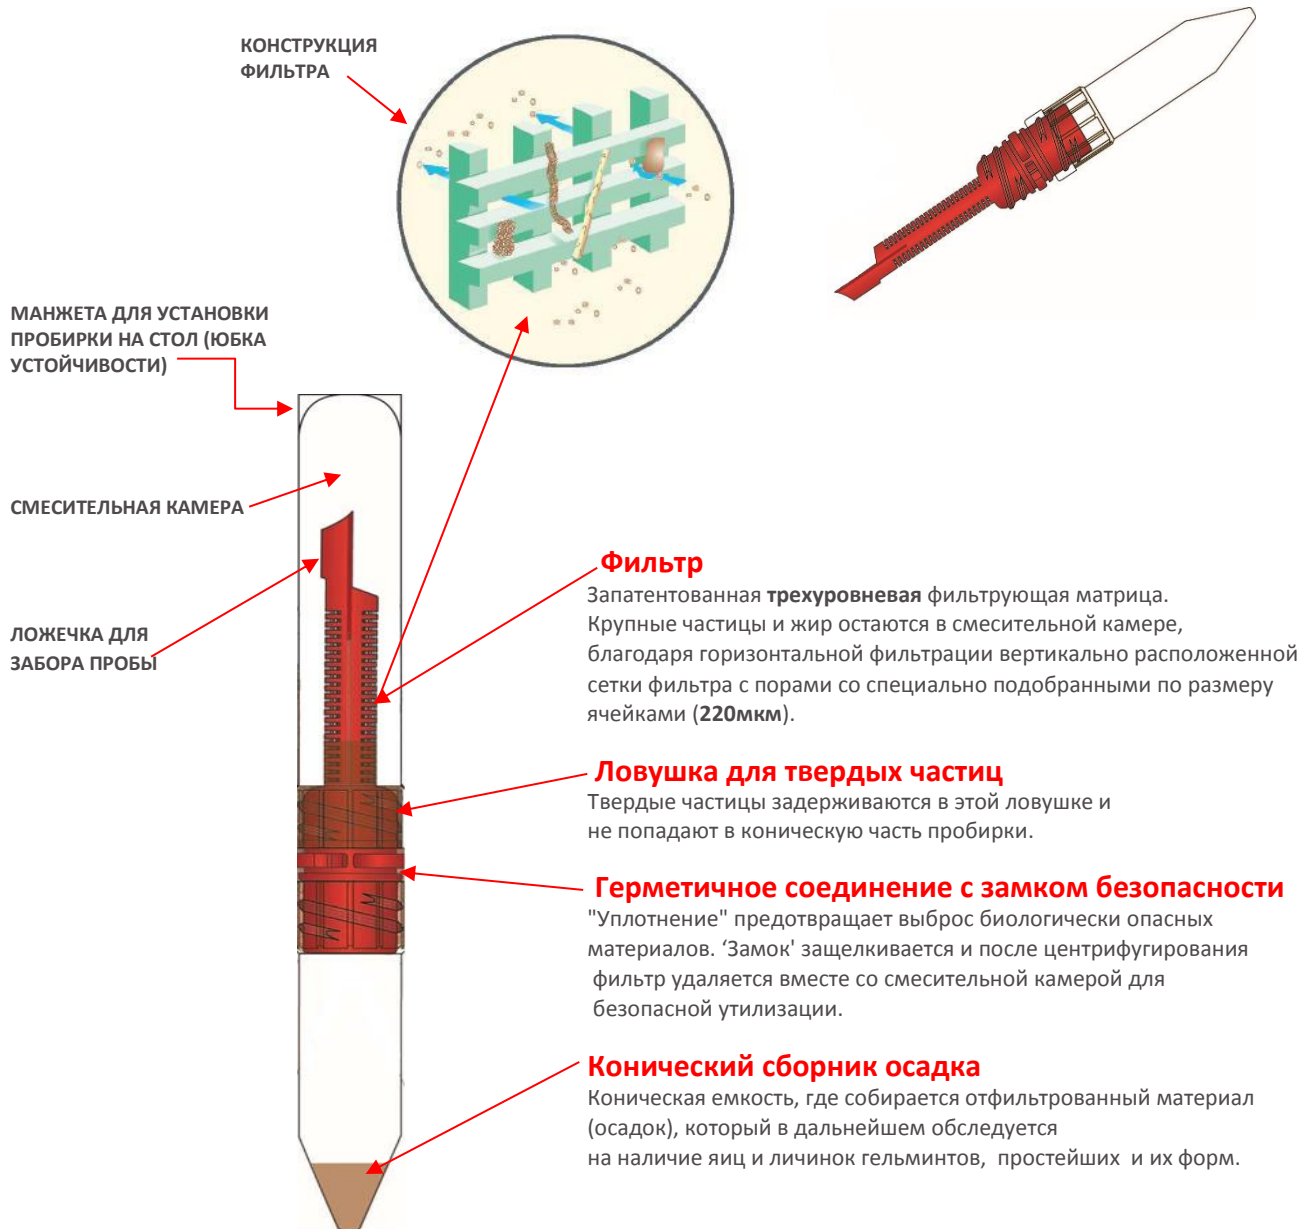 КОНСТРУКЦИЯ
ФИЛЬТРА
МАНЖЕТА ДЛЯ УСТАНОВКИ
ПРОБИРКИ НА СТОЛ (ЮБКА
УСТОЙЧИВОСТИ)
СМЕСИТЕЛЬНАЯ КАМЕРА
ЛОЖЕЧКА ДЛЯ
ЗАБОРА ПРОБЫ
Фильтр
Запатентованная трехуровневая фильтрующая матрица.
Крупные частицы и жир остаются в смесительной камере,
благодаря горизонтальной фильтрации вертикально расположенной
сетки фильтра с порами со специально подобранными по размеру
ячейками (220мкм).
Ловушка для твердых частиц
Твердые частицы задерживаются в этой ловушке и
не попадают в коническую часть пробирки.
Герметичное соединение с замком безопасности
"Уплотнение" предотвращает выброс биологически опасных
материалов. ‘Замок' защелкивается и после центрифугирования
фильтр удаляется вместе со смесительной камерой для
безопасной утилизации.
Конический сборник осадка
Коническая емкость, где собирается отфильтрованный материал
(осадок), который в дальнейшем обследуется
на наличие яиц и личинок гельминтов, простейших и их форм.